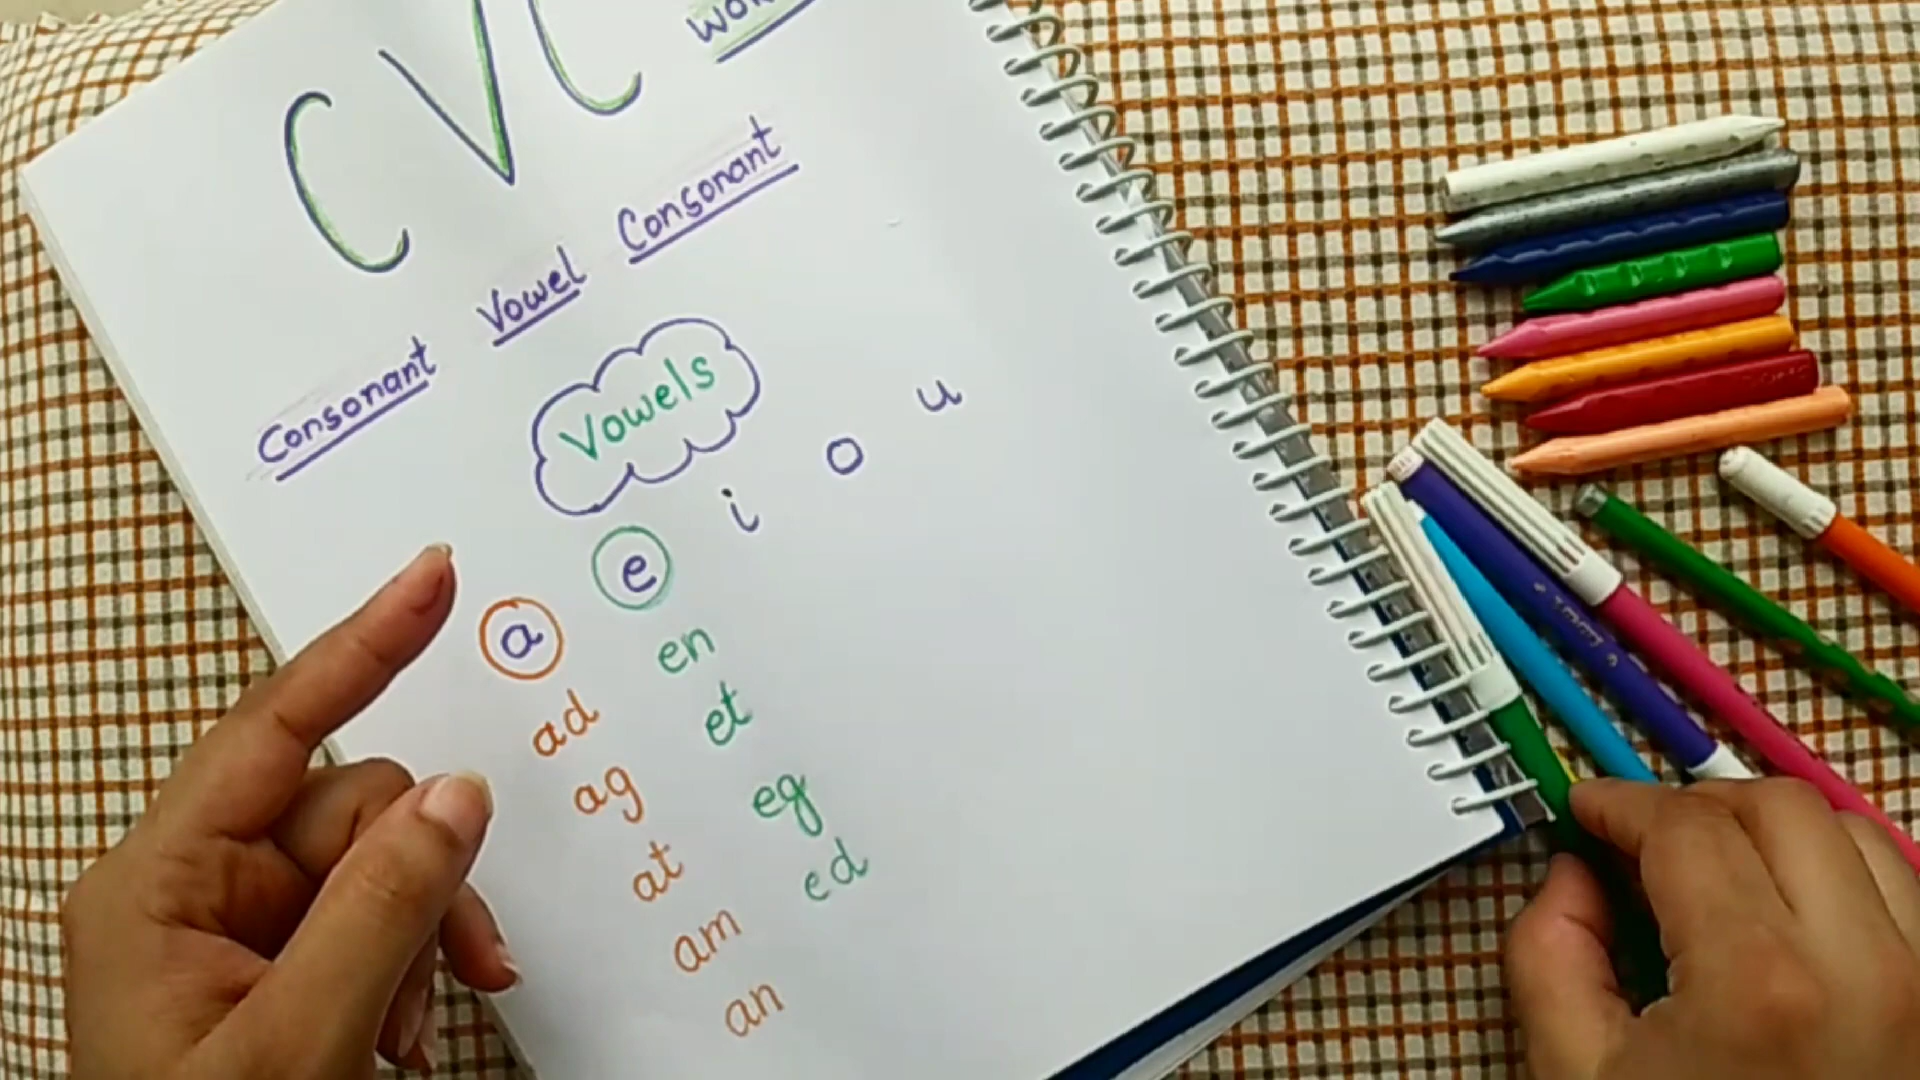 CVC
Consonant Vowel Consonant
Vowels
a e i o u
ad en
ag et
at eg
am ed
an